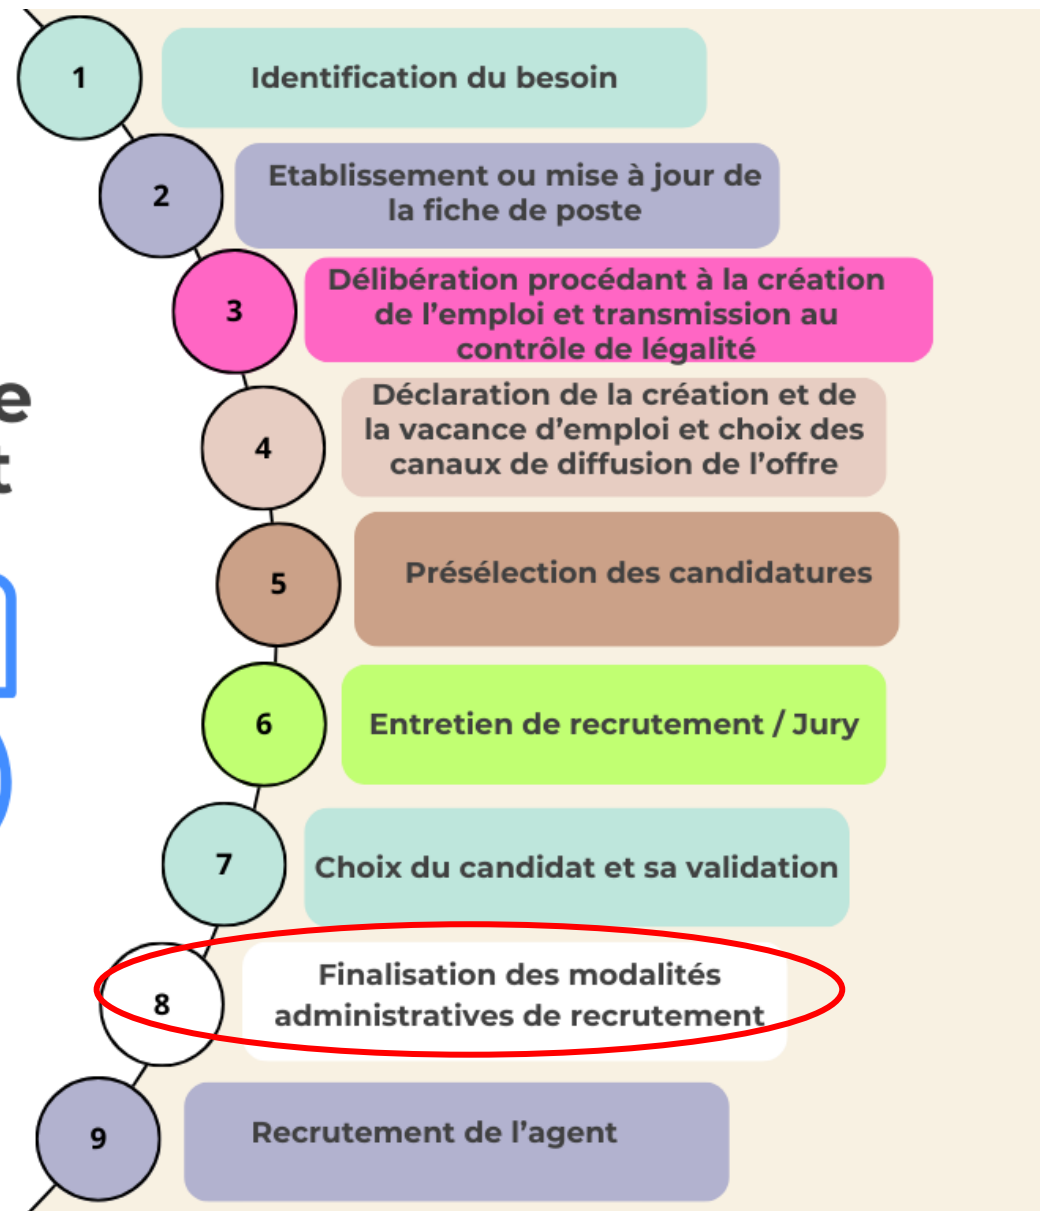 1
Identification du besoin
2
Etablissement ou mise à jour de
la fiche de poste
3
Délibération procédant à la création
de l'emploi et transmission au
contrôle de légalité
e
t
4
Déclaration de la création et de
la vacance d'emploi et choix des
canaux de diffusion de l'offre
5
Présélection des candidatures
6
Entretien de recrutement / Jury
7
Choix du candidat et sa validation
8
Finalisation des modalités
administratives de recrutement
9
Recrutement de l'agent